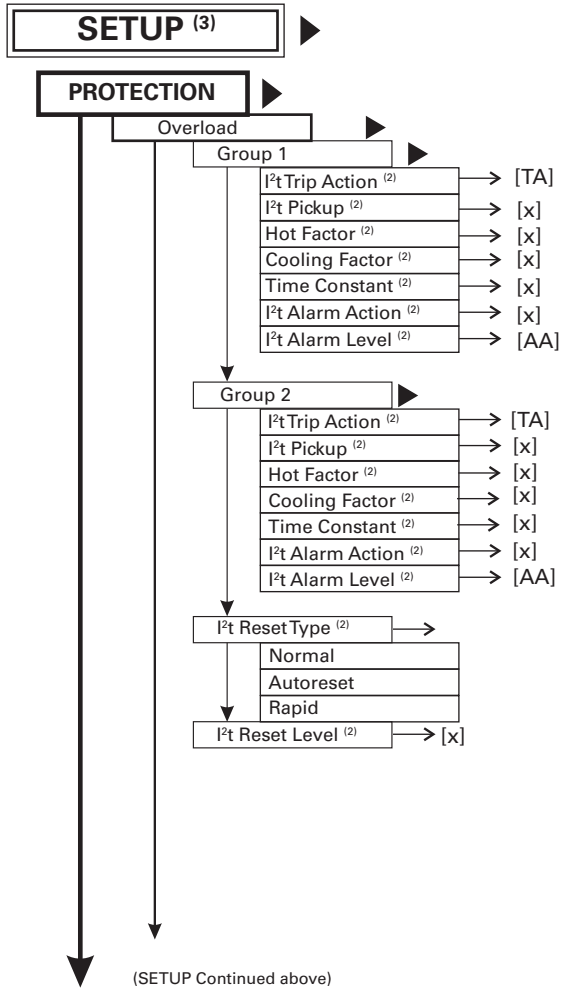 SETUP (3)
PROTECTION
Overload
Group 1
I²t Trip Action (2) [TA]
I²t Pickup (2) [x]
Hot Factor (2) [x]
Cooling Factor (2) [x]
Time Constant (2) [x]
I²t Alarm Action (2) [x]
I²t Alarm Level (2) [AA]
Group 2
I²t Trip Action (2) [TA]
I²t Pickup (2) [x]
Hot Factor (2) [x]
Cooling Factor (2) [x]
Time Constant (2) [x]
I²t Alarm Action (2) [x]
I²t Alarm Level (2) [AA]
I²t Reset Type (2)
Normal
Autoreset
Rapid
I²t Reset Level (2) [x]
(SETUP Continued above)